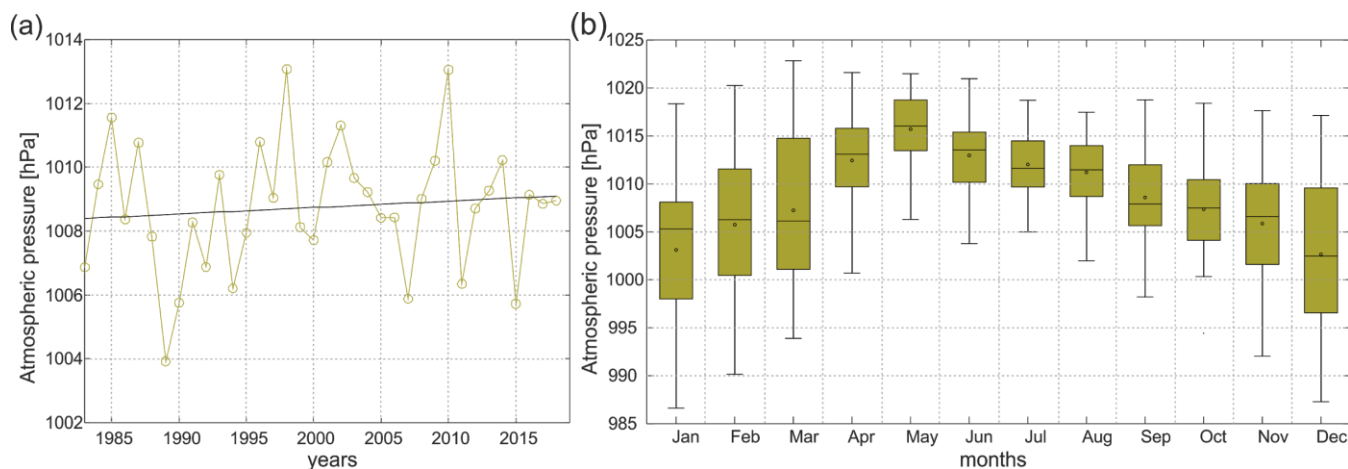 (a)
Atmospheric pressure [hPa]
1014
1012
1010
1008
1006
1004
1002
1985 1990 1995 2000 2005 2010 2015
years
(b)
Atmospheric pressure [hPa]
1025
1020
1015
1010
1005
1000
995
990
985
Jan Feb Mar Apr May Jun Jul Aug Sep Oct Nov Dec
months